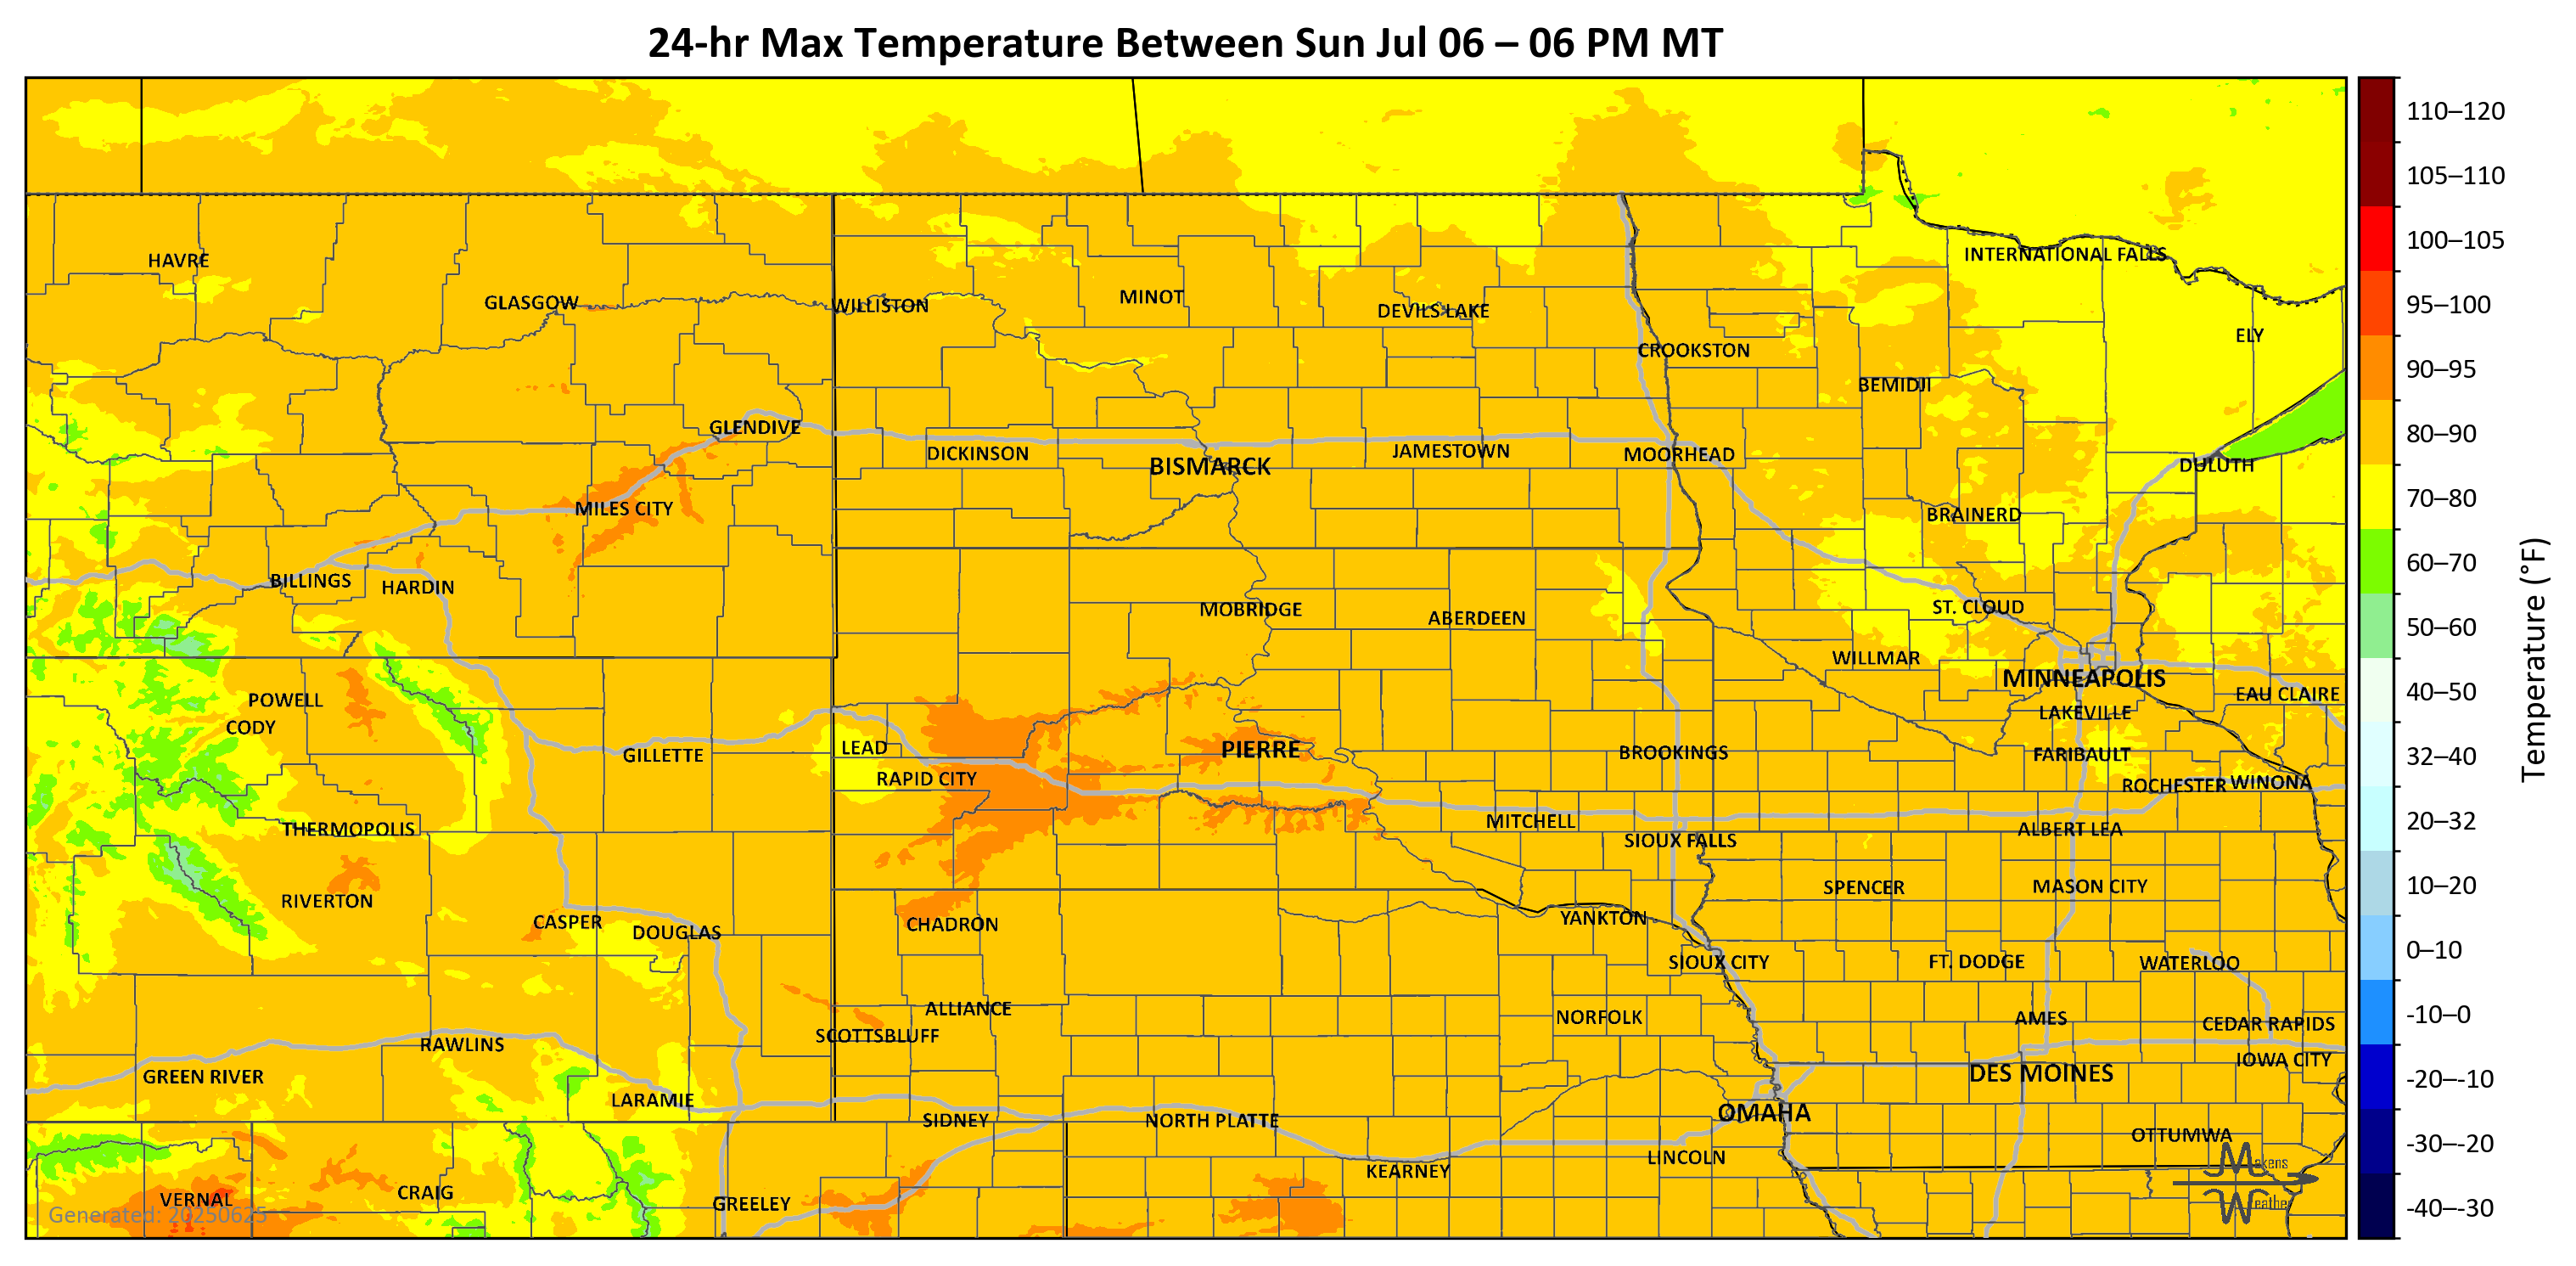 24-hr Max Temperature Between Sun Jul 06 – 06 PM MT
110–120
105–110
100–105
95–100
90–95
80–90
70–80
60–70
50–60
40–50
32–40
20–32
10–20
0–10
-10–0
-20–-10
-30–-20
-40–-30
Temperature (°F)
HAVRE
INTERNATIONAL FALLS
GLASGOW
WILLISTON
MINOT
DEVILS LAKE
ELY
CROOKSTON
BEMIDJI
GLENDIVE
DICKINSON
BISMARCK
JAMESTOWN
MOORHEAD
DULUTH
MILES CITY
BRAINERD
BILLINGS
HARDIN
MOBRIDGE
ABERDEEN
ST. CLOUD
WILLMAR
MINNEAPOLIS
EAU CLAIRE
POWELL
CODY
LAKEVILLE
GILLETTE
LEAD
PIERRE
BROOKINGS
FARIBAULT
RAPID CITY
ROCHESTER
WINONA
THERMOPOLIS
MITCHELL
SIOUX FALLS
ALBERT LEA
RIVERTON
SPENCER
MASON CITY
CASPER
DOUGLAS
CHADRON
YANKTON
SIOUX CITY
FT. DODGE
WATERLOO
ALLIANCE
NORFOLK
AMES
CEDAR RAPIDS
SCOTTSBLUFF
RAWLINS
IOWA CITY
GREEN RIVER
DES MOINES
LARAMIE
SIDNEY
NORTH PLATTE
OMAHA
OTTUMWA
LINCOLN
KEARNEY
VERNAL
CRAIG
GREELEY
Generated: 20250625
Makens
Weather